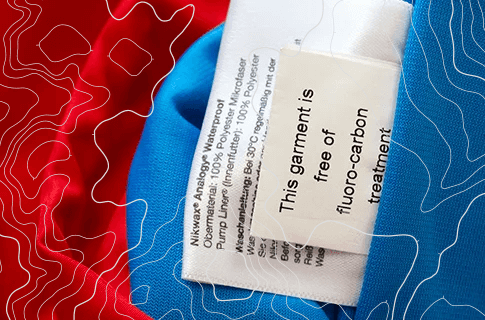 This garment is
free of
fluoro-carbon
treatment
Nikwax® Analogy® Waterproof
Obermaterial: 100% Polyester Mikrofaser
Pump Liner® (Innenfutter): 100% Polyester
Waschanleitung: Bei 30°C regelmäßig mit der